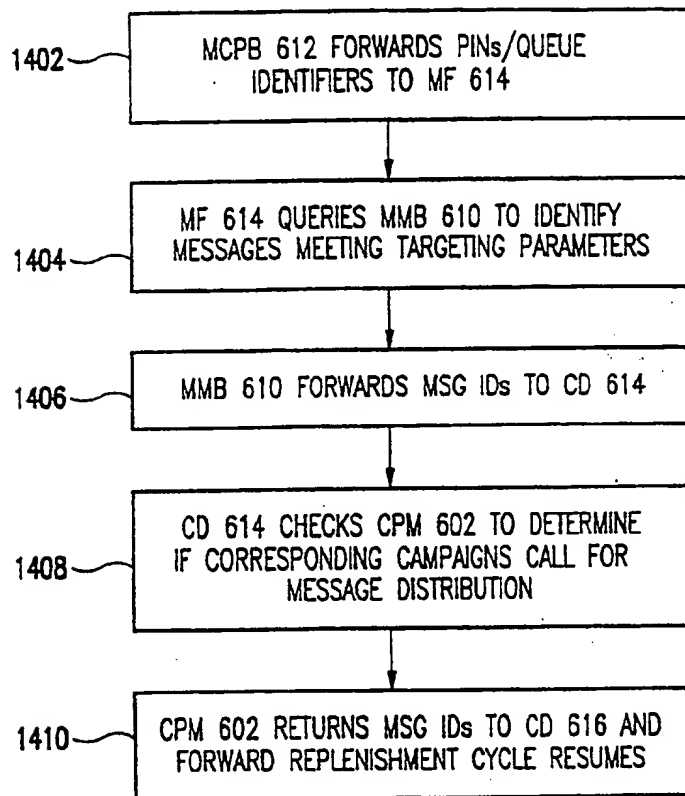 1402
MCPB 612 FORWARDS PINs/QUEUE
IDENTIFIERS TO MF 614
1404
MF 614 QUERIES MMB 610 TO IDENTIFY
MESSAGES MEETING TARGETING PARAMETERS
1406
MMB 610 FORWARDS MSG IDs TO CD 614
1408
CD 614 CHECKS CPM 602 TO DETERMINE
IF CORRESPONDING CAMPAIGNS CALL FOR
MESSAGE DISTRIBUTION
1410
CPM 602 RETURNS MSG IDs TO CD 616 AND
FORWARD REPLENISHMENT CYCLE RESUMES